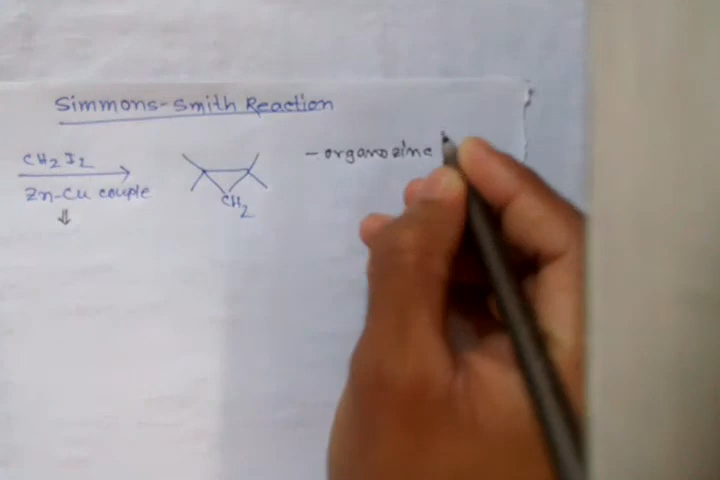 Simmons-Smith Reaction
CH2I2
Zn-Cu couple
⇓
CH2
- organozinc